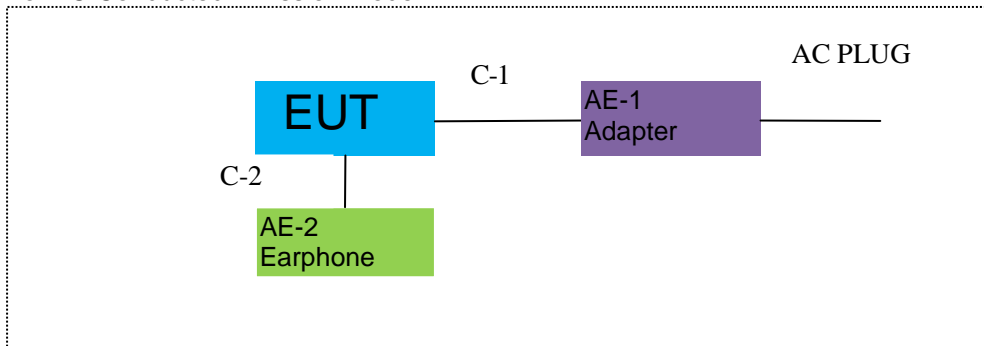 AC PLUG
C-1
EUT
AE-1
Adapter
C-2
AE-2
Earphone